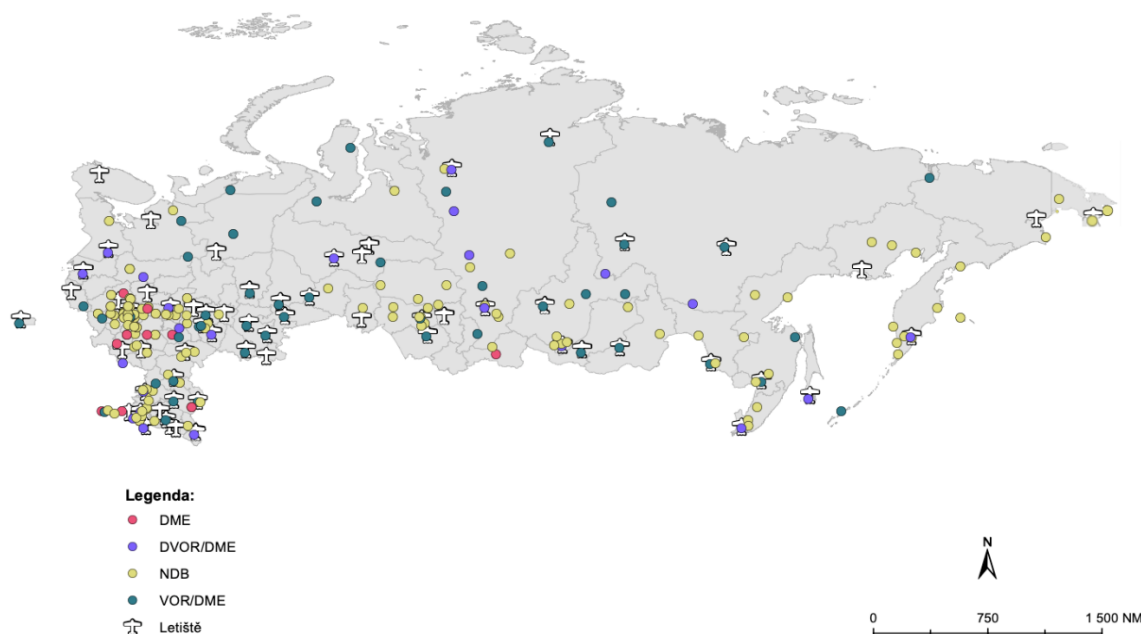 Legenda:
DME
DVOR/DME
NDB
VOR/DME
Letiště
N
0 750 1 500 NM